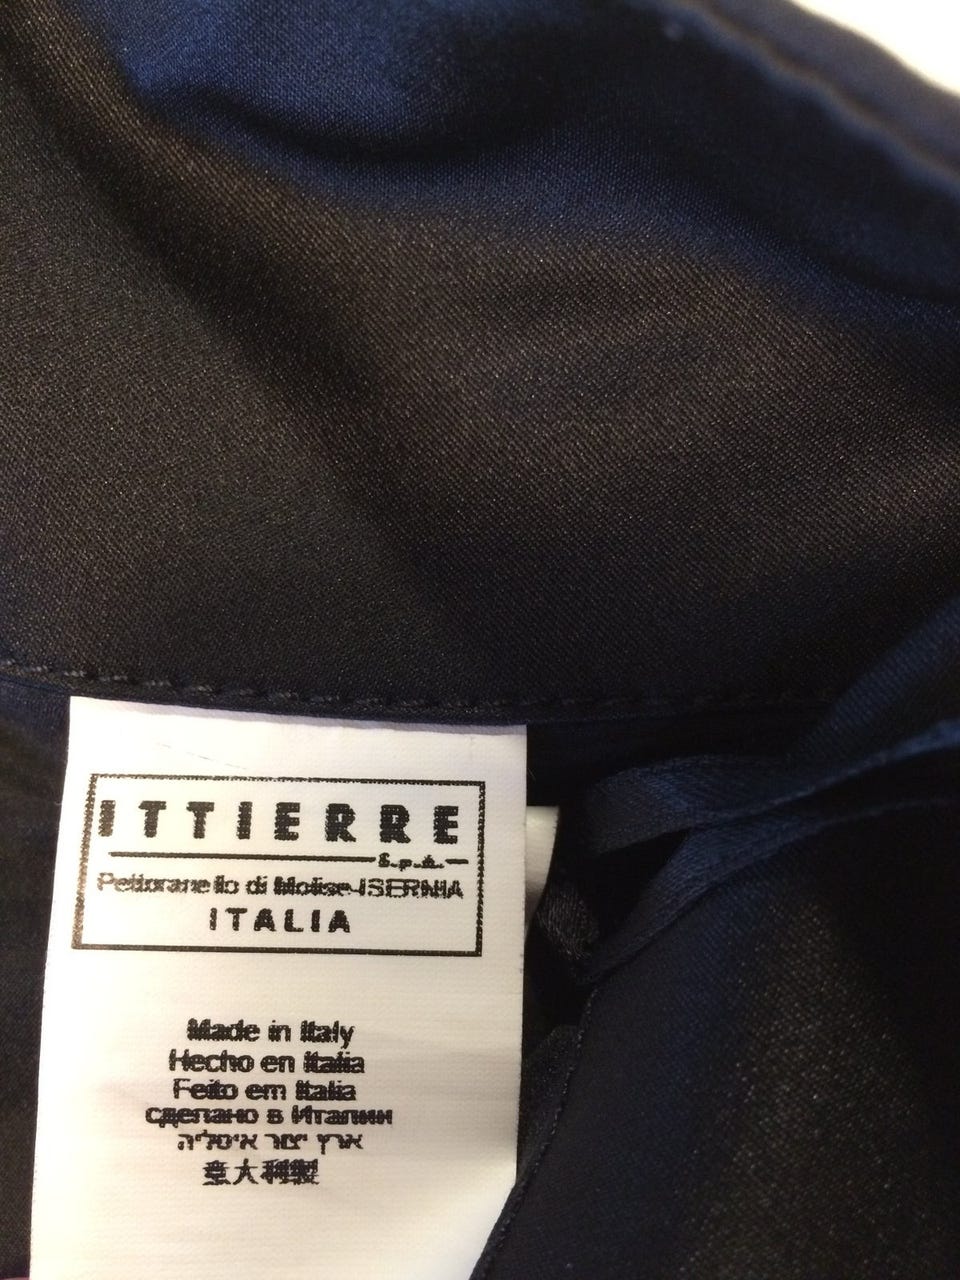 ITTIERRE
S.p.A.
Pettoranello di Molise-ISERNIA
ITALIA
Made in Italy
Hecho en Italia
Feito em Italia
сделано в Италии
ארץ יצור איטליה
意大利製